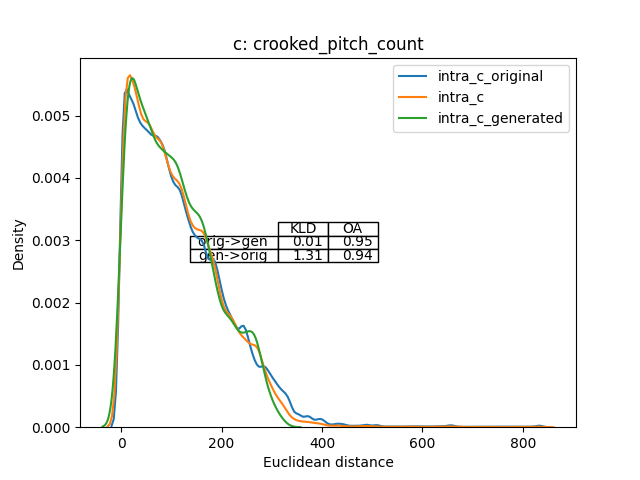 c: crooked_pitch_count
intra_c_original
intra_c
intra_c_generated
0.005
0.004
0.003
0.002
0.001
0.000
Density
KLD OA
orig->gen 0.01 0.95
gen->orig 1.31 0.94
0 200 400 600 800
Euclidean distance